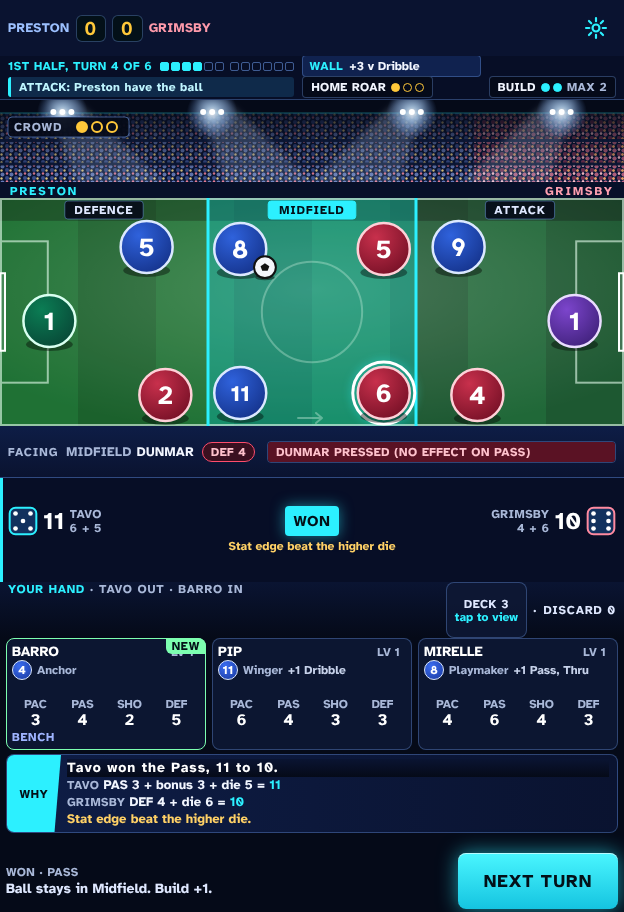 PRESTON 0 0 GRIMSBY
1ST HALF, TURN 4 OF 6
WALL +3 v Dribble
ATTACK: Preston have the ball
HOME ROAR
BUILD MAX 2
CROWD
PRESTON GRIMSBY
DEFENCE MIDFIELD ATTACK
5 8 5 9
1 1
2 11 6 4
FACING MIDFIELD DUNMAR DEF 4 DUNMAR PRESSED (NO EFFECT ON PASS)
11 TAVO
6 + 5
WON
GRIMSBY 10
4 + 6
Stat edge beat the higher die
YOUR HAND · TAVO OUT · BARRO IN
DECK 3
tap to view
· DISCARD 0
BARRO NEW
4 Anchor
PAC PAS SHO DEF
3 4 2 5
BENCH
PIP LV 1
11 Winger +1 Dribble
PAC PAS SHO DEF
6 4 3 3
MIRELLE LV 1
8 Playmaker +1 Pass, Thru
PAC PAS SHO DEF
4 6 4 3
WHY
Tavo won the Pass, 11 to 10.
TAVO PAS 3 + bonus 3 + die 5 = 11
GRIMSBY DEF 4 + die 6 = 10
Stat edge beat the higher die.
WON · PASS
Ball stays in Midfield. Build +1.
NEXT TURN